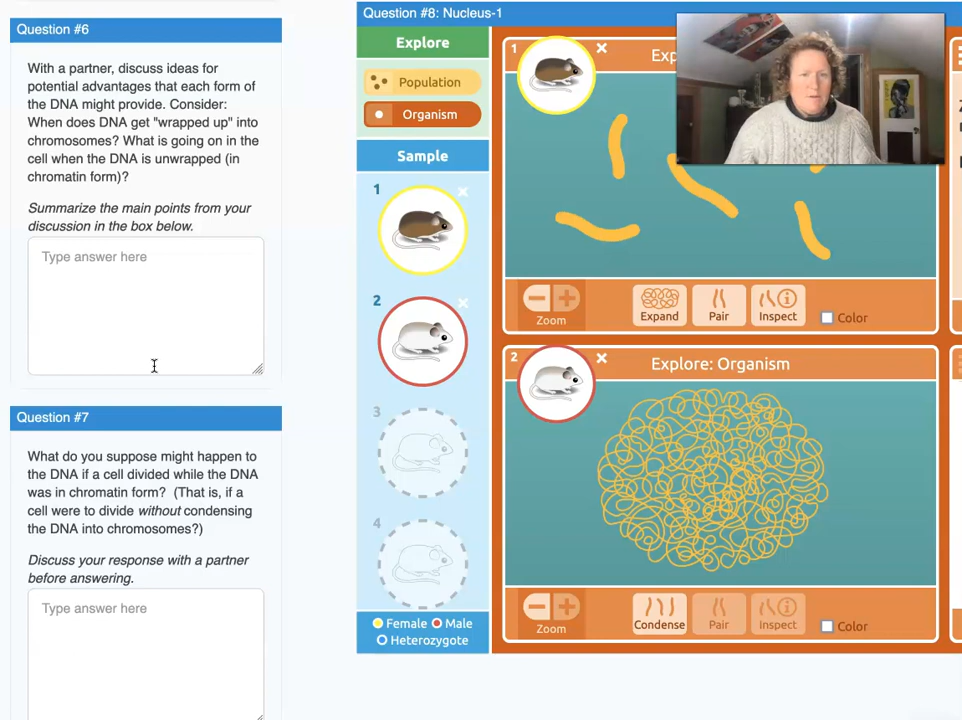 Question #6
With a partner, discuss ideas for
potential advantages that each form of
the DNA might provide. Consider:
When does DNA get "wrapped up" into
chromosomes? What is going on in the
cell when the DNA is unwrapped (in
chromatin form)?
Summarize the main points from your
discussion in the box below.
Type answer here
Question #7
What do you suppose might happen to
the DNA if a cell divided while the DNA
was in chromatin form? (That is, if a
cell were to divide without condensing
the DNA into chromosomes?)
Discuss your response with a partner
before answering.
Type answer here
Question #8: Nucleus-1
Explore
Population
Organism
Sample
1
2
3
4
Female Male
Heterozygote
1
Zoom
Expand
Pair
Inspect
Color
2
Explore: Organism
Zoom
Condense
Pair
Inspect
Color